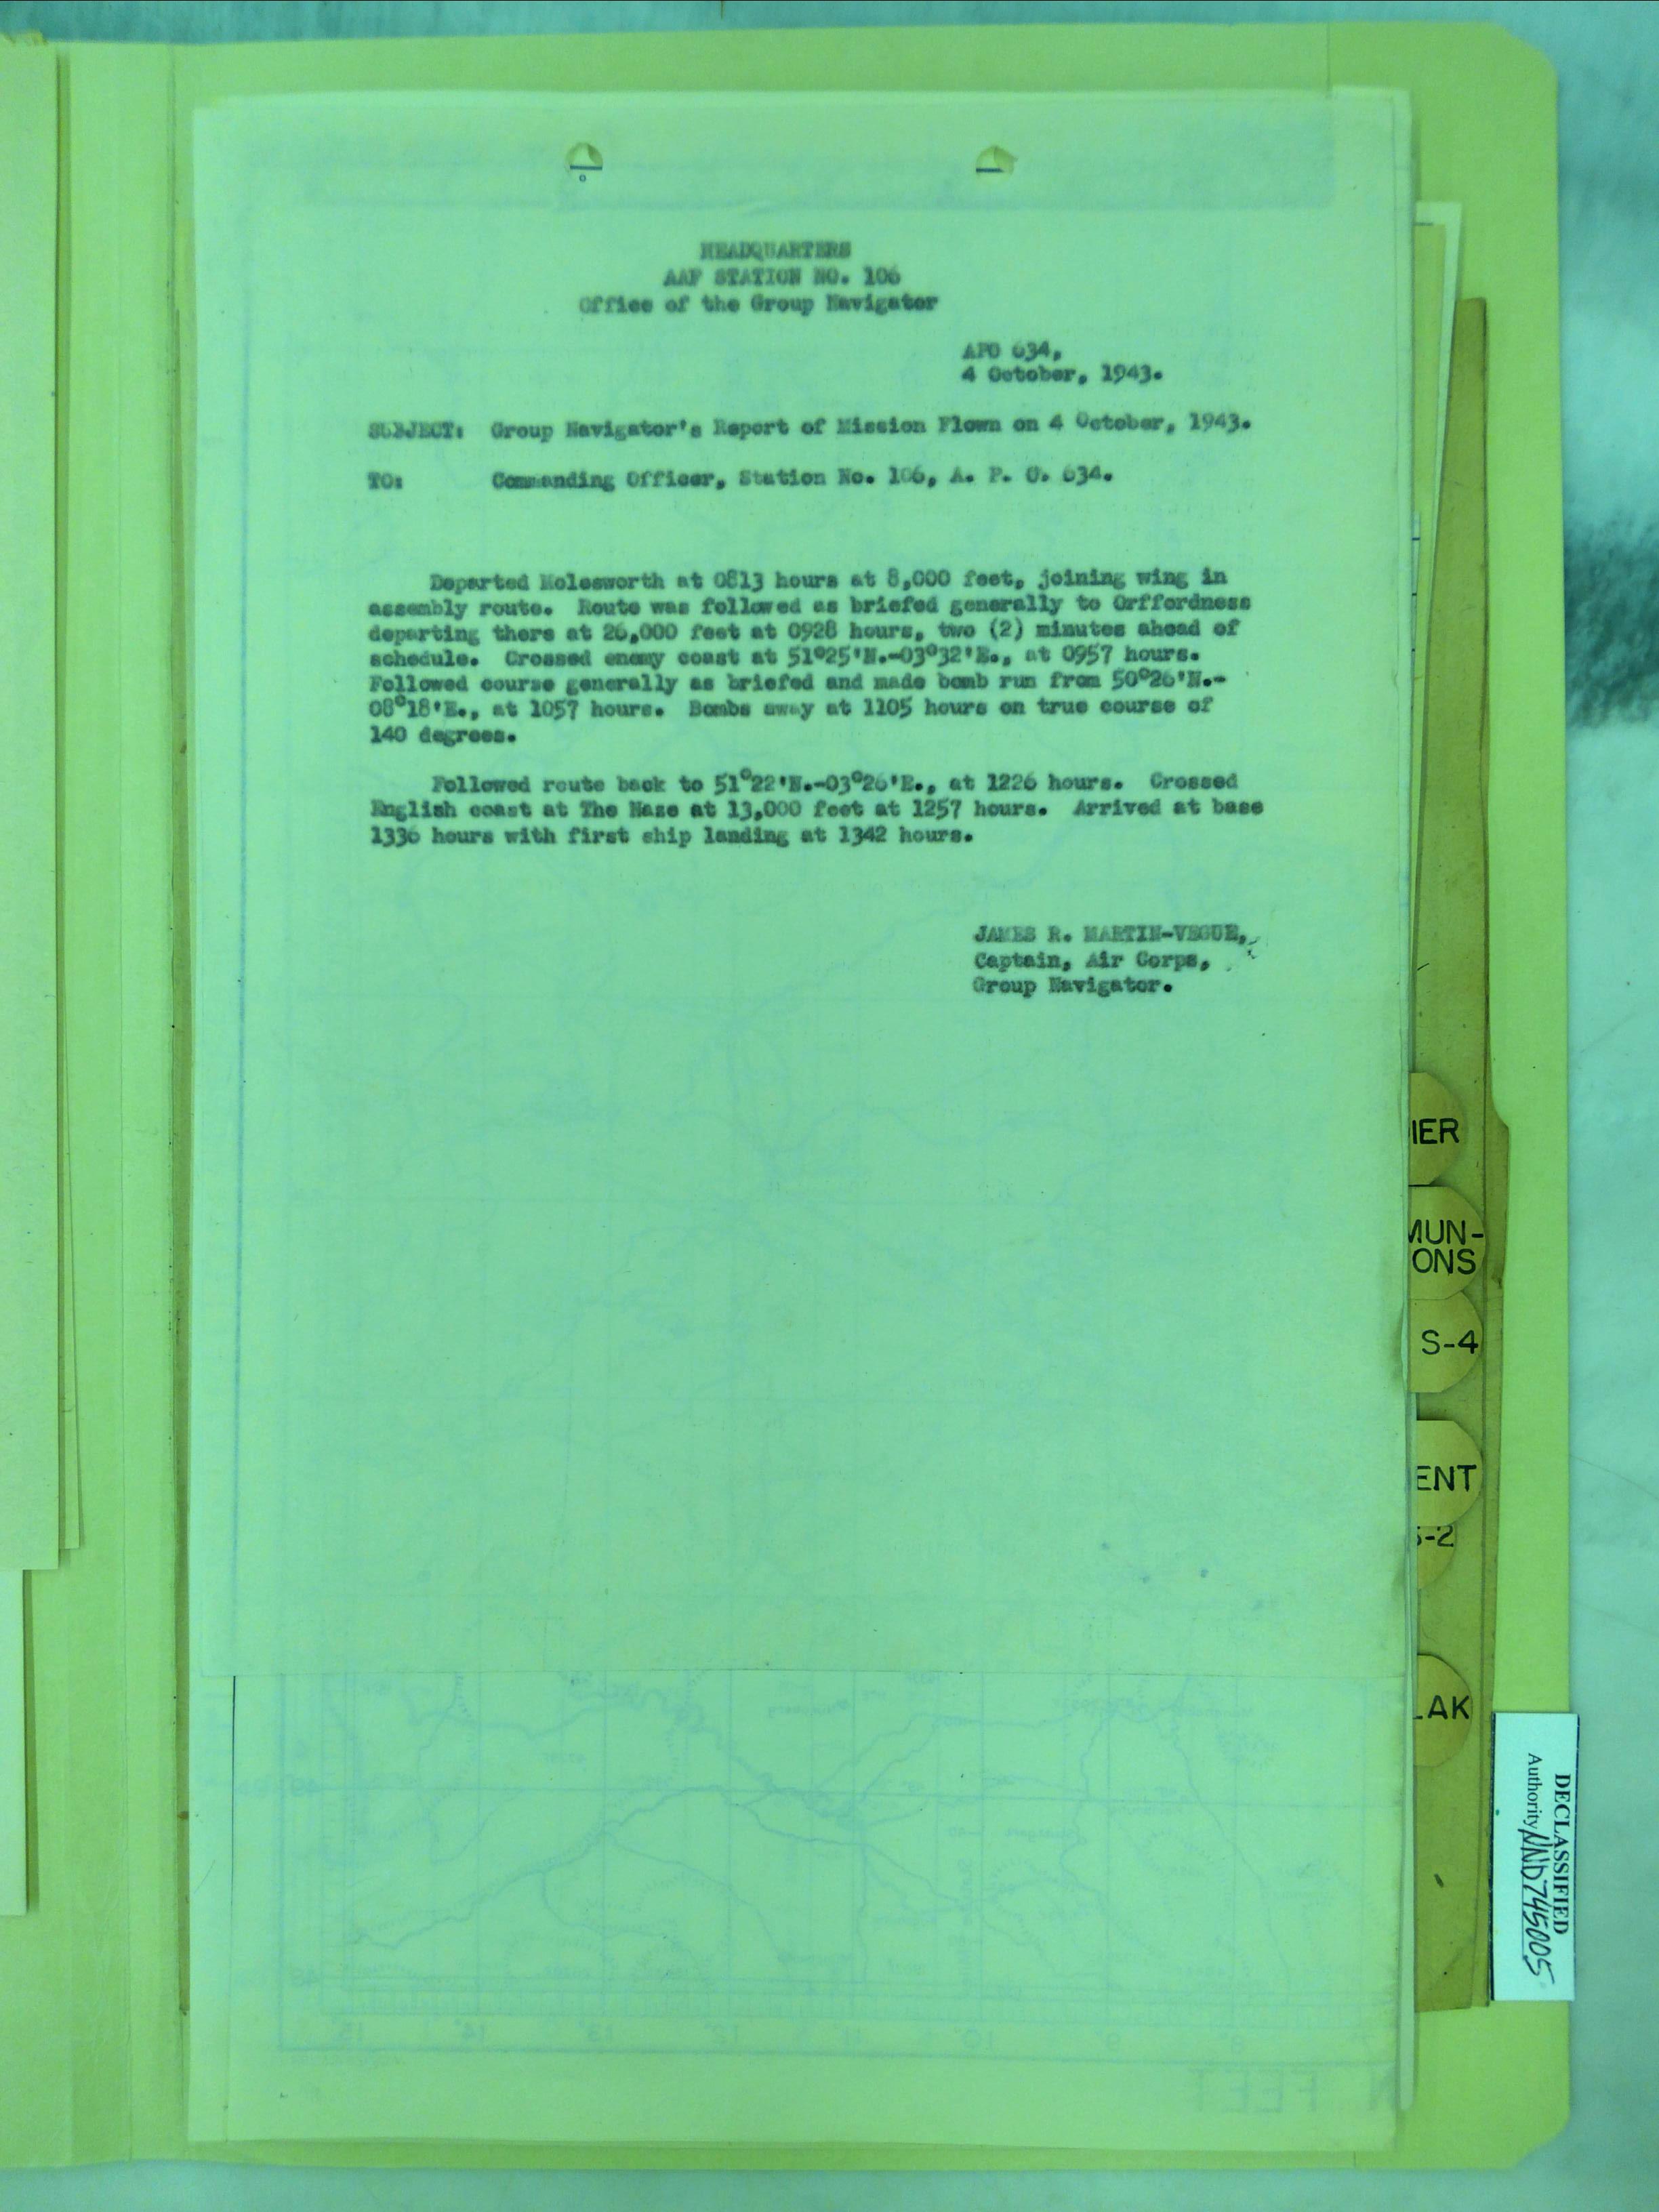 HEADQUARTERS
AAF STATION NO. 106
Office of the Group Navigator
APO 634,
4 October, 1943.
SUBJECT: Group Navigator's Report of Mission Flown on 4 October, 1943.
TO: Commanding Officer, Station No. 106, A. P. O. 634.
Departed Molesworth at 0813 hours at 8,000 feet, joining wing in
assembly route. Route was followed as briefed generally to Orffordness
departing there at 26,000 feet at 0928 hours, two (2) minutes ahead of
schedule. Crossed enemy coast at 51°25'N.-03°32'E., at 0957 hours.
Followed course generally as briefed and made bomb run from 50°26'N.-
08°18'E., at 1057 hours. Bombs away at 1105 hours on true course of
140 degrees.
Followed route back to 51°22'N.-03°26'E., at 1226 hours. Crossed
English coast at The Naze at 13,000 feet at 1257 hours. Arrived at base
1336 hours with first ship landing at 1342 hours.
JAMES R. MARTIN-VEGUE,
Captain, Air Corps,
Group Navigator.
IER
MUN-
ONS
S-4
ENT
S-2
LAK
DECLASSIFIED
Authority NND745005
N FEET